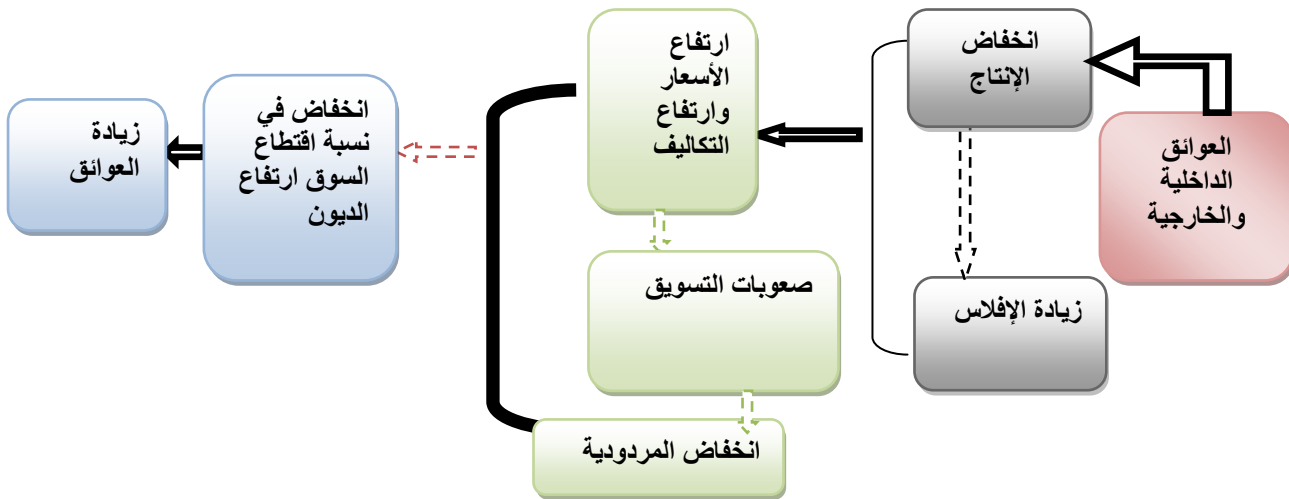 العوائق
الداخلية
والخارجية
انخفاض
الإنتاج
زيادة الإفلاس
ارتفاع
الأسعار
وارتفاع
التكاليف
صعوبات التسويق
انخفاض المردودية
انخفاض في
نسبة اقتطاع
السوق ارتفاع
الديون
زيادة
العوائق